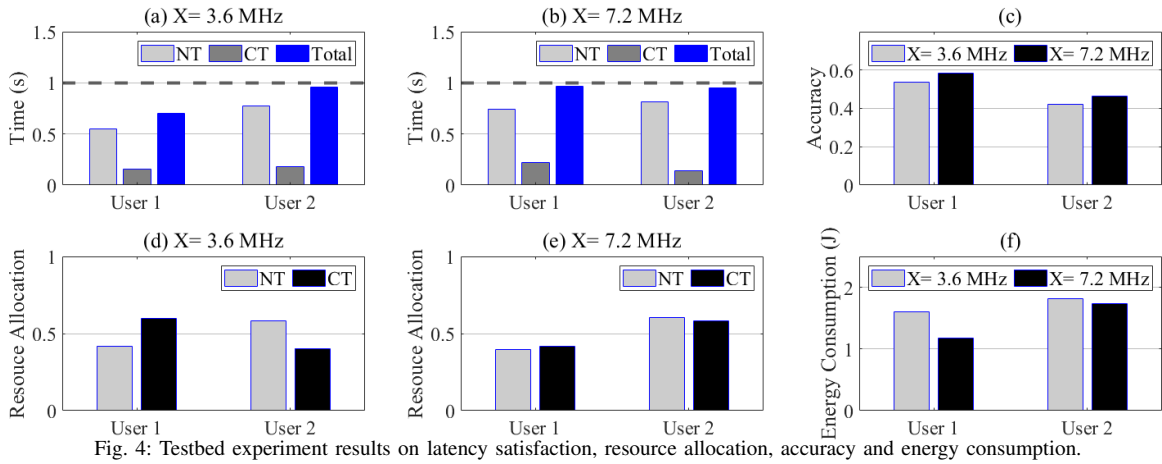 (a) X= 3.6 MHz
1.5
1
0.5
0
Time (s)
NT CT Total
User 1 User 2
(b) X= 7.2 MHz
1.5
1
0.5
0
Time (s)
NT CT Total
User 1 User 2
(c)
0.6
0.4
0.2
0
Accuracy
X= 3.6 MHz X= 7.2 MHz
User 1 User 2
(d) X= 3.6 MHz
1
0.5
0
Resouce Allocation
NT CT
User 1 User 2
(e) X= 7.2 MHz
1
0.5
0
Resouce Allocation
NT CT
User 1 User 2
(f)
2
1
0
Energy Consumption (J)
X= 3.6 MHz X= 7.2 MHz
User 1 User 2
Fig. 4: Testbed experiment results on latency satisfaction, resource allocation, accuracy and energy consumption.